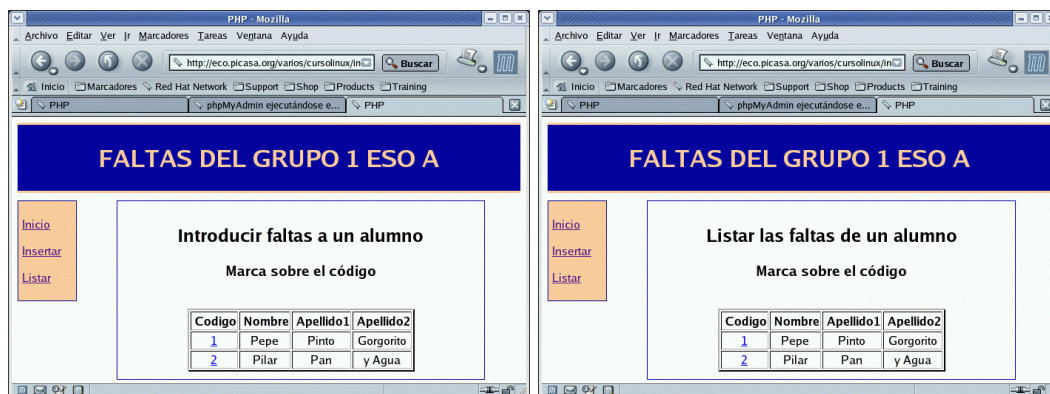 PHP - Mozilla
Archivo Editar Ver Ir Marcadores Tareas Ventana Ayuda
http://eco.picasa.org/varios/cursolinux/in
Buscar
Inicio Marcadores Red Hat Network Support Shop Products Training
PHP phpMyAdmin ejecutándose e... PHP
FALTAS DEL GRUPO 1 ESO A
Inicio
Insertar
Listar
Introducir faltas a un alumno
Marca sobre el código
Codigo Nombre Apellido1 Apellido2
1 Pepe Pinto Gorgorito
2 Pilar Pan y Agua
PHP - Mozilla
Archivo Editar Ver Ir Marcadores Tareas Ventana Ayuda
http://eco.picasa.org/varios/cursolinux/in
Buscar
Inicio Marcadores Red Hat Network Support Shop Products Training
PHP phpMyAdmin ejecutándose e... PHP
FALTAS DEL GRUPO 1 ESO A
Inicio
Insertar
Listar
Listar las faltas de un alumno
Marca sobre el código
Codigo Nombre Apellido1 Apellido2
1 Pepe Pinto Gorgorito
2 Pilar Pan y Agua